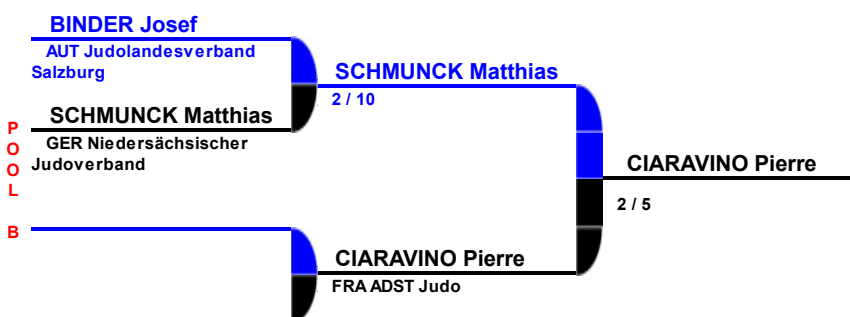 BINDER Josef
AUT Judolandesverband
Salzburg
SCHMUNCK Matthias
2 / 10
SCHMUNCK Matthias
GER Niedersächsischer
Judoverband
POOL B
CIARAVINO Pierre
2 / 5
CIARAVINO Pierre
FRA ADST Judo